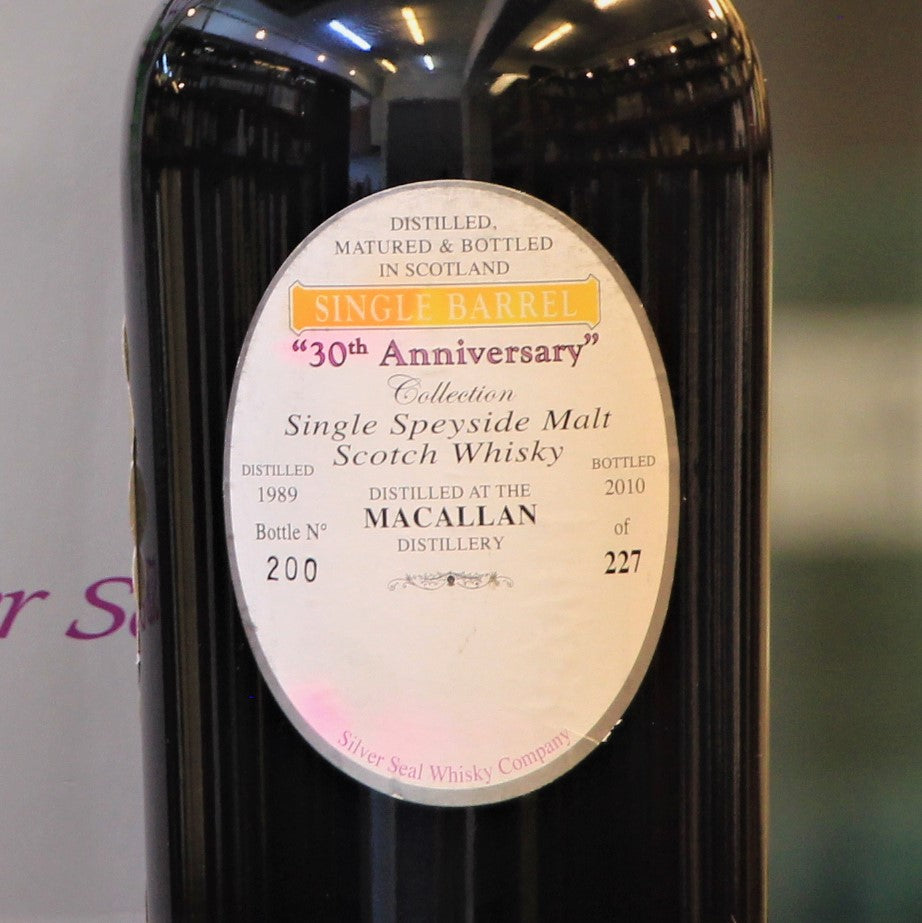 DISTILLED,
MATURED & BOTTLED
IN SCOTLAND
SINGLE BARREL
“30th Anniversary”
Collection
Single Speyside Malt
Scotch Whisky
DISTILLED
1989
Bottle N°
200
DISTILLED AT THE
MACALLAN
DISTILLERY
BOTTLED
2010
of
227
Silver Seal Whisky Company